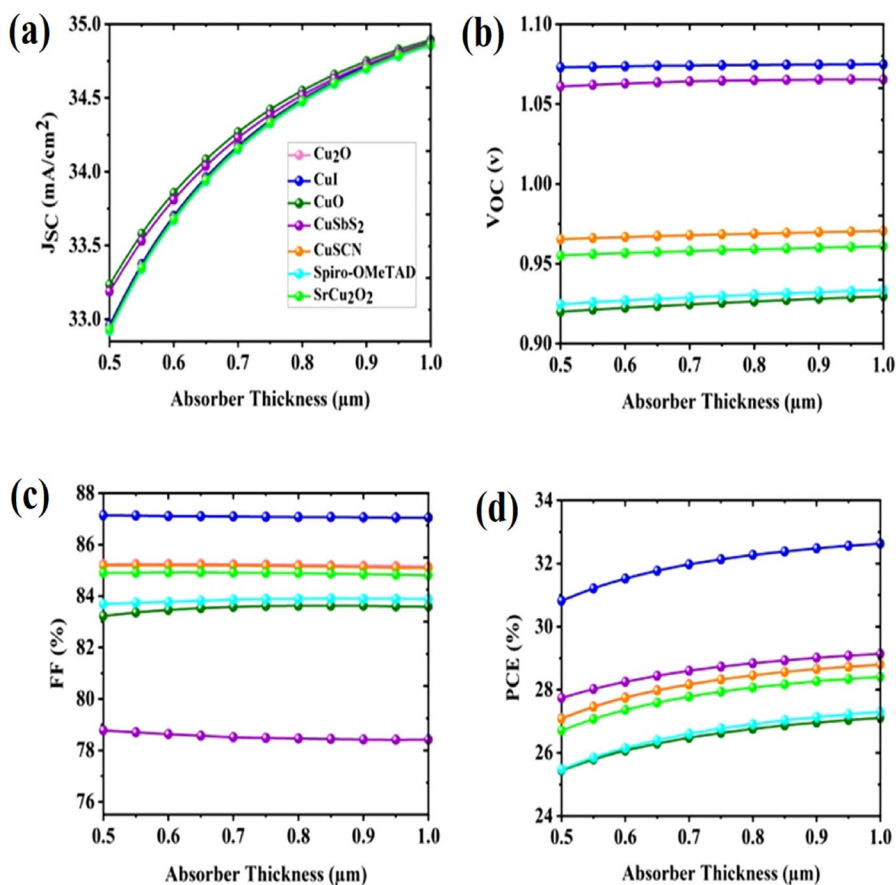 (a)
35.0
34.5
34.0
33.5
33.0
J_SC (mA/cm²)
Cu₂O
CuI
CuO
CuSbS₂
CuSCN
Spiro-OMeTAD
SrCu₂O₂
0.5 0.6 0.7 0.8 0.9 1.0
Absorber Thickness (µm)
(b)
1.10
1.05
1.00
0.95
0.90
V_OC (v)
0.5 0.6 0.7 0.8 0.9 1.0
Absorber Thickness (µm)
(c)
88
86
84
82
80
78
76
FF (%)
0.5 0.6 0.7 0.8 0.9 1.0
Absorber Thickness (µm)
(d)
34
32
30
28
26
24
PCE (%)
0.5 0.6 0.7 0.8 0.9 1.0
Absorber Thickness (µm)